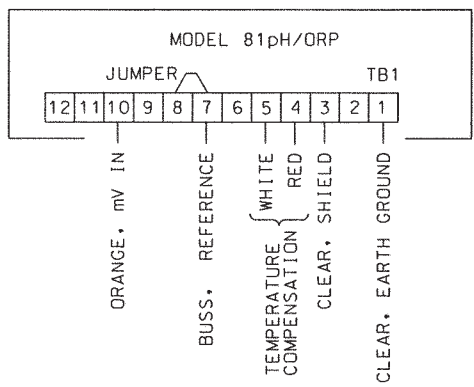 MODEL 81pH/ORP
JUMPER TB1
12 11 10 9 8 7 6 5 4 3 2 1
ORANGE, mV IN
BUSS, REFERENCE
WHITE
RED
TEMPERATURE
COMPENSATION
CLEAR, SHIELD
CLEAR, EARTH GROUND